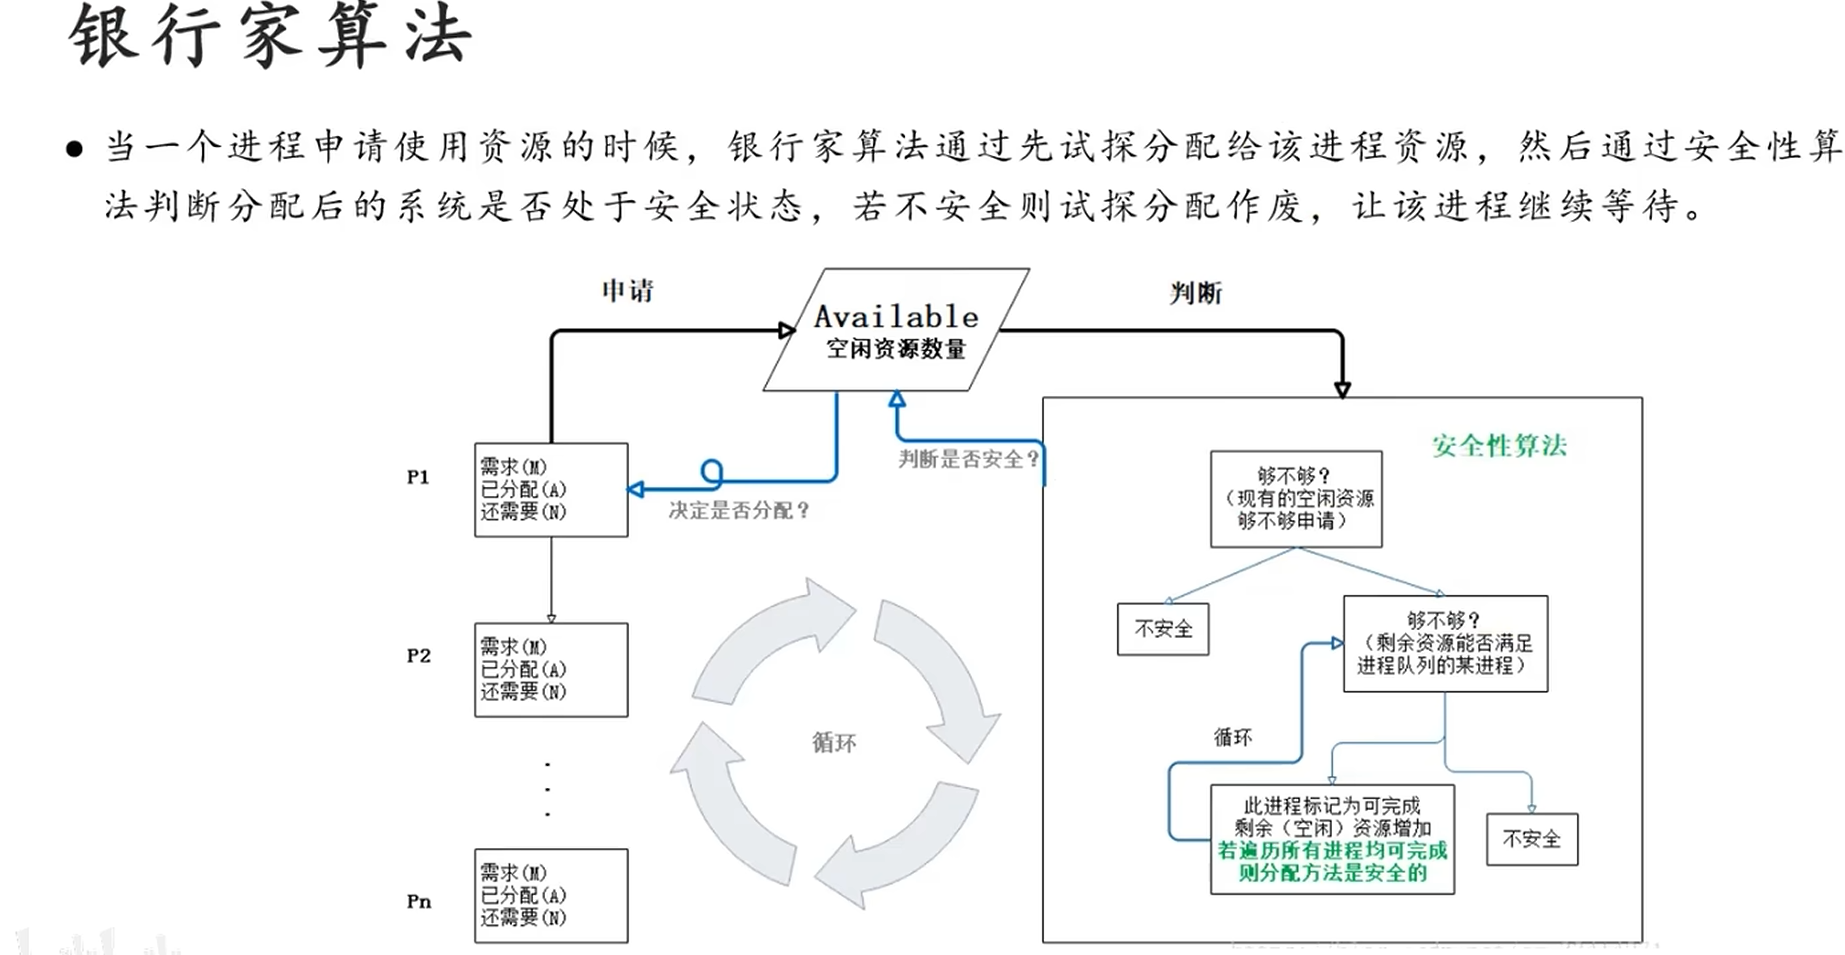 银行家算法
● 当一个进程申请使用资源的时候，银行家算法通过先试探分配给该进程资源，然后通过安全性算
法判断分配后的系统是否处于安全状态，若不安全则试探分配作废，让该进程继续等待。
申请
Available
空闲资源数量
判断
P1
需求(M)
已分配(A)
还需要(N)
决定是否分配？
判断是否安全？
P2
需求(M)
已分配(A)
还需要(N)
循环
Pn
需求(M)
已分配(A)
还需要(N)
安全性算法
够不够？
（现有的空闲资源
够不够申请）
不安全
够不够？
（剩余资源能否满足
进程队列的某进程）
循环
此进程标记为可完成
剩余（空闲）资源增加
若遍历所有进程均可完成
则分配方法是安全的
不安全